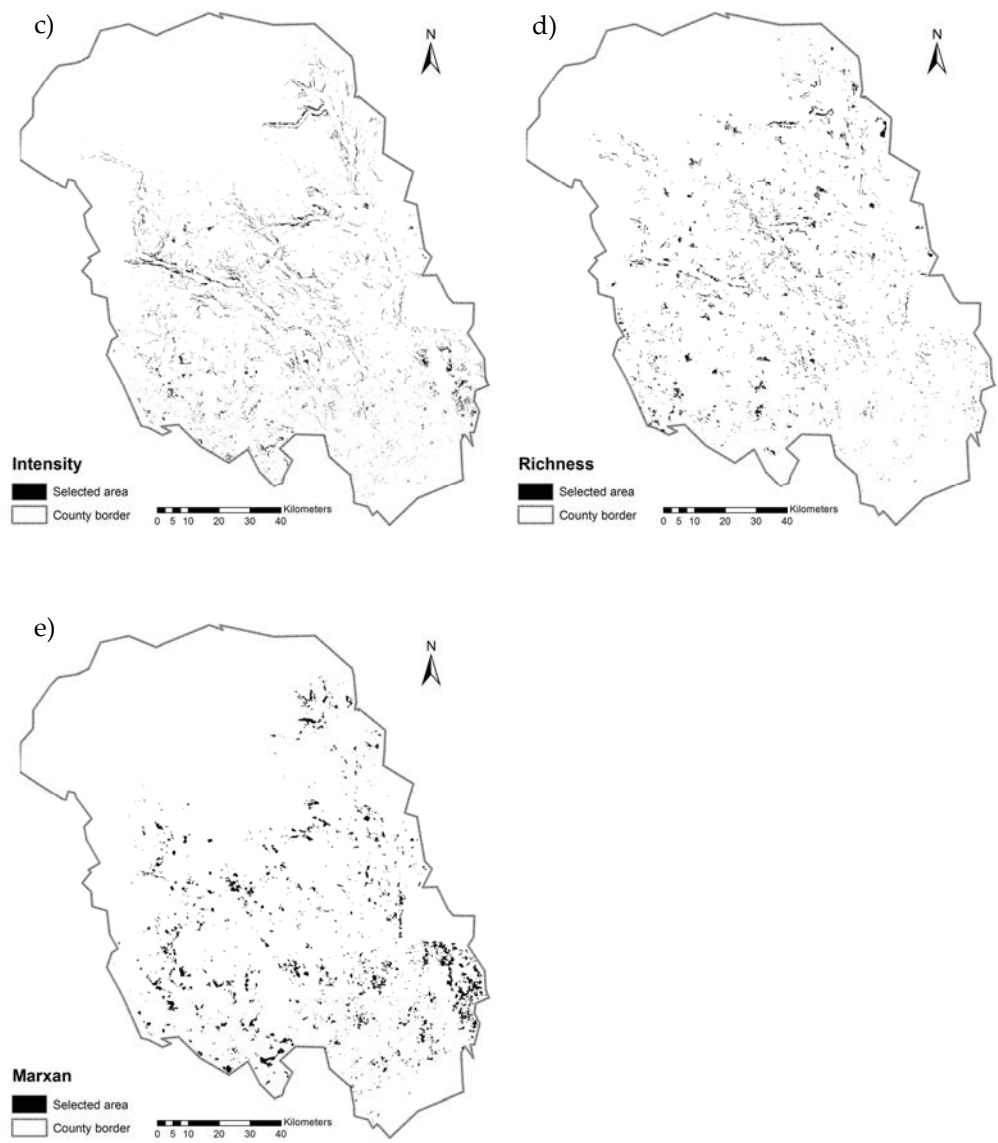 c)
N
Intensity
Selected area
County border
0 5 10 20 30 40 Kilometers
d)
N
Richness
Selected area
County border
0 5 10 20 30 40 Kilometers
e)
N
Marxan
Selected area
County border
0 5 10 20 30 40 Kilometers